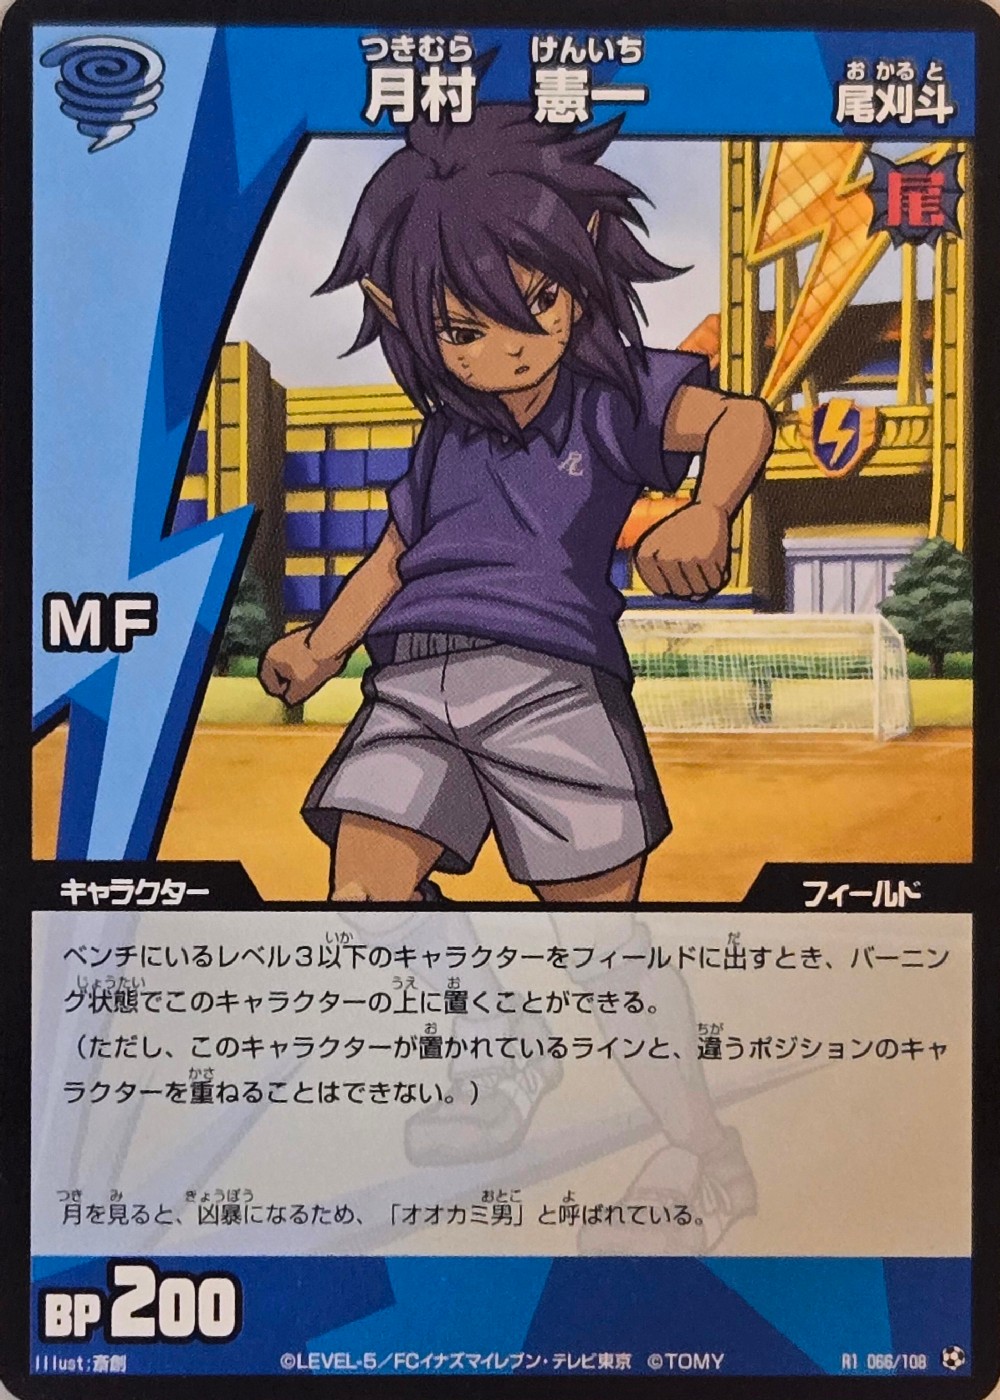 つきむら けんいち
月村 憲一
おかると
尾刈斗
尾
MF
キャラクター
フィールド
ベンチにいるレベル3以下のキャラクターをフィールドに出すとき、バーニン
グ状態でこのキャラクターの上に置くことができる。
（ただし、このキャラクターが置かれているラインと、違うポジションのキャ
ラクターを重ねることはできない。）
月を見ると、凶暴になるため、「オオカミ男」と呼ばれている。
BP 200
Illust:斎創
©LEVEL-5／FCイナズマイレブン・テレビ東京 ©TOMY
R1 066/108